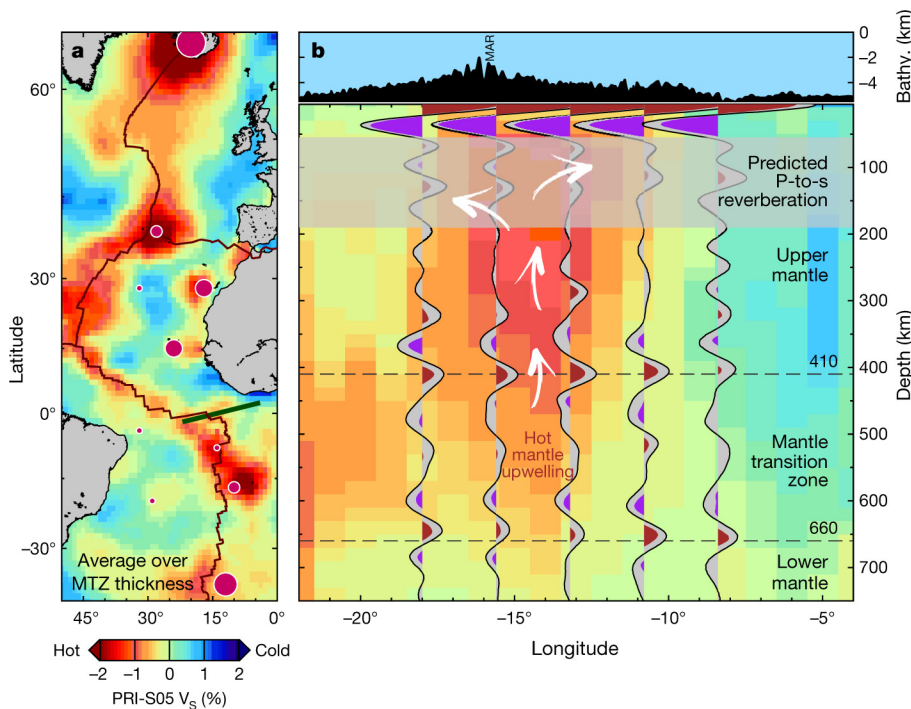 a
60°
30°
0°
−30°
Latitude
Average over
MTZ thickness
45°
30°
15°
0°
Hot
Cold
−2
−1
0
1
2
PRI-S05 V_S (%)
b
MAR
0
−2
−4
Bathy. (km)
Predicted
P-to-s
reverberation
Upper
mantle
410
Hot
mantle
upwelling
Mantle
transition
zone
660
Lower
mantle
100
200
300
400
500
600
700
Depth (km)
−20°
−15°
−10°
−5°
Longitude